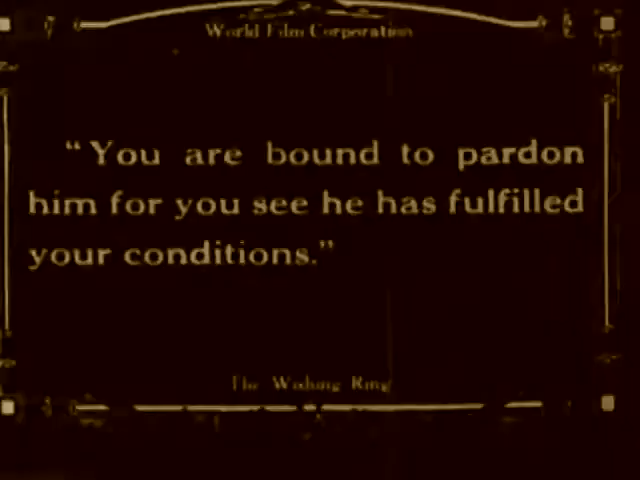 World Film Corporation
“You are bound to pardon
him for you see he has fulfilled
your conditions.”
The Wishing Ring